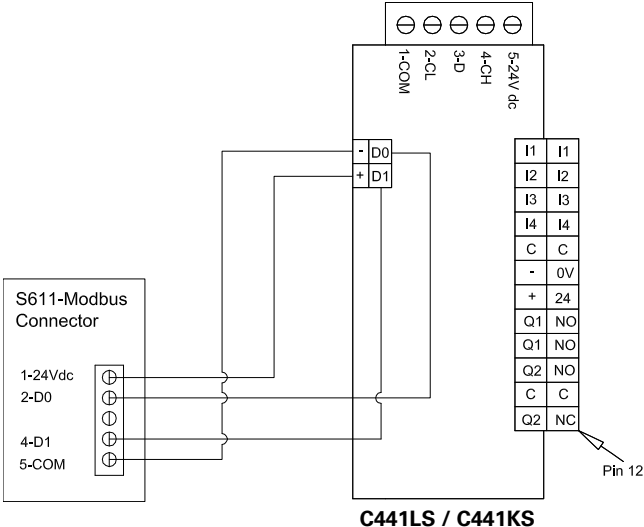 1-COM
2-CL
3-D
4-CH
5-24V dc
- D0
+ D1
I1 I1
I2 I2
I3 I3
I4 I4
C C
- 0V
+ 24
Q1 NO
Q1 NO
Q2 NO
C C
Q2 NC
Pin 12
S611-Modbus
Connector
1-24Vdc
2-D0
4-D1
5-COM
C441LS / C441KS